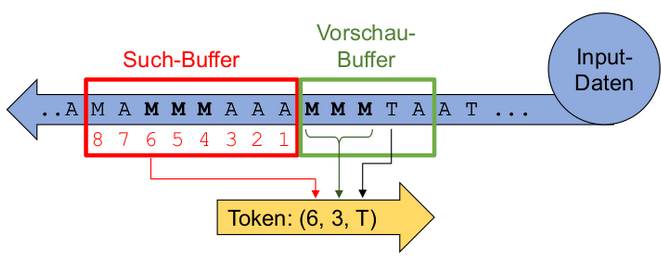 Such-Buffer
Vorschau-
Buffer
Input-
Daten
..A M A M M M A A A M M M T A A T ...
8 7 6 5 4 3 2 1
Token: (6, 3, T)